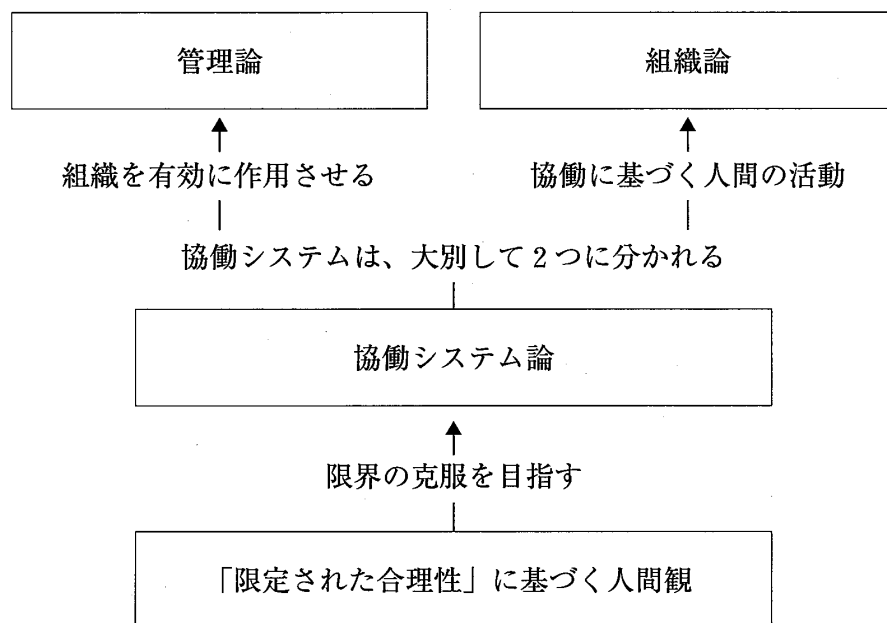 管理論
組織論
組織を有効に作用させる
協働に基づく人間の活動
協働システムは、大別して2つに分かれる
協働システム論
限界の克服を目指す
「限定された合理性」に基づく人間観